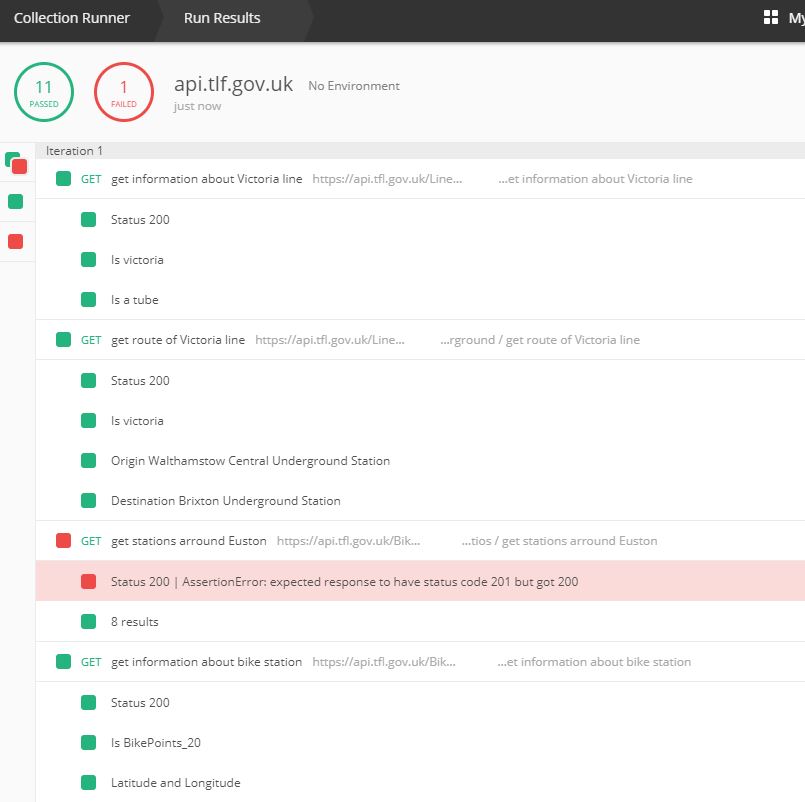 Collection Runner Run Results My
11 PASSED 1 FAILED api.tlf.gov.uk No Environment
just now
Iteration 1
GET get information about Victoria line https://api.tfl.gov.uk/Line... ...et information about Victoria line
Status 200
Is victoria
Is a tube
GET get route of Victoria line https://api.tfl.gov.uk/Line... ...rground / get route of Victoria line
Status 200
Is victoria
Origin Walthamstow Central Underground Station
Destination Brixton Underground Station
GET get stations arround Euston https://api.tfl.gov.uk/Bik... ...tios / get stations arround Euston
Status 200 | AssertionError: expected response to have status code 201 but got 200
8 results
GET get information about bike station https://api.tfl.gov.uk/Bik... ...et information about bike station
Status 200
Is BikePoints_20
Latitude and Longitude